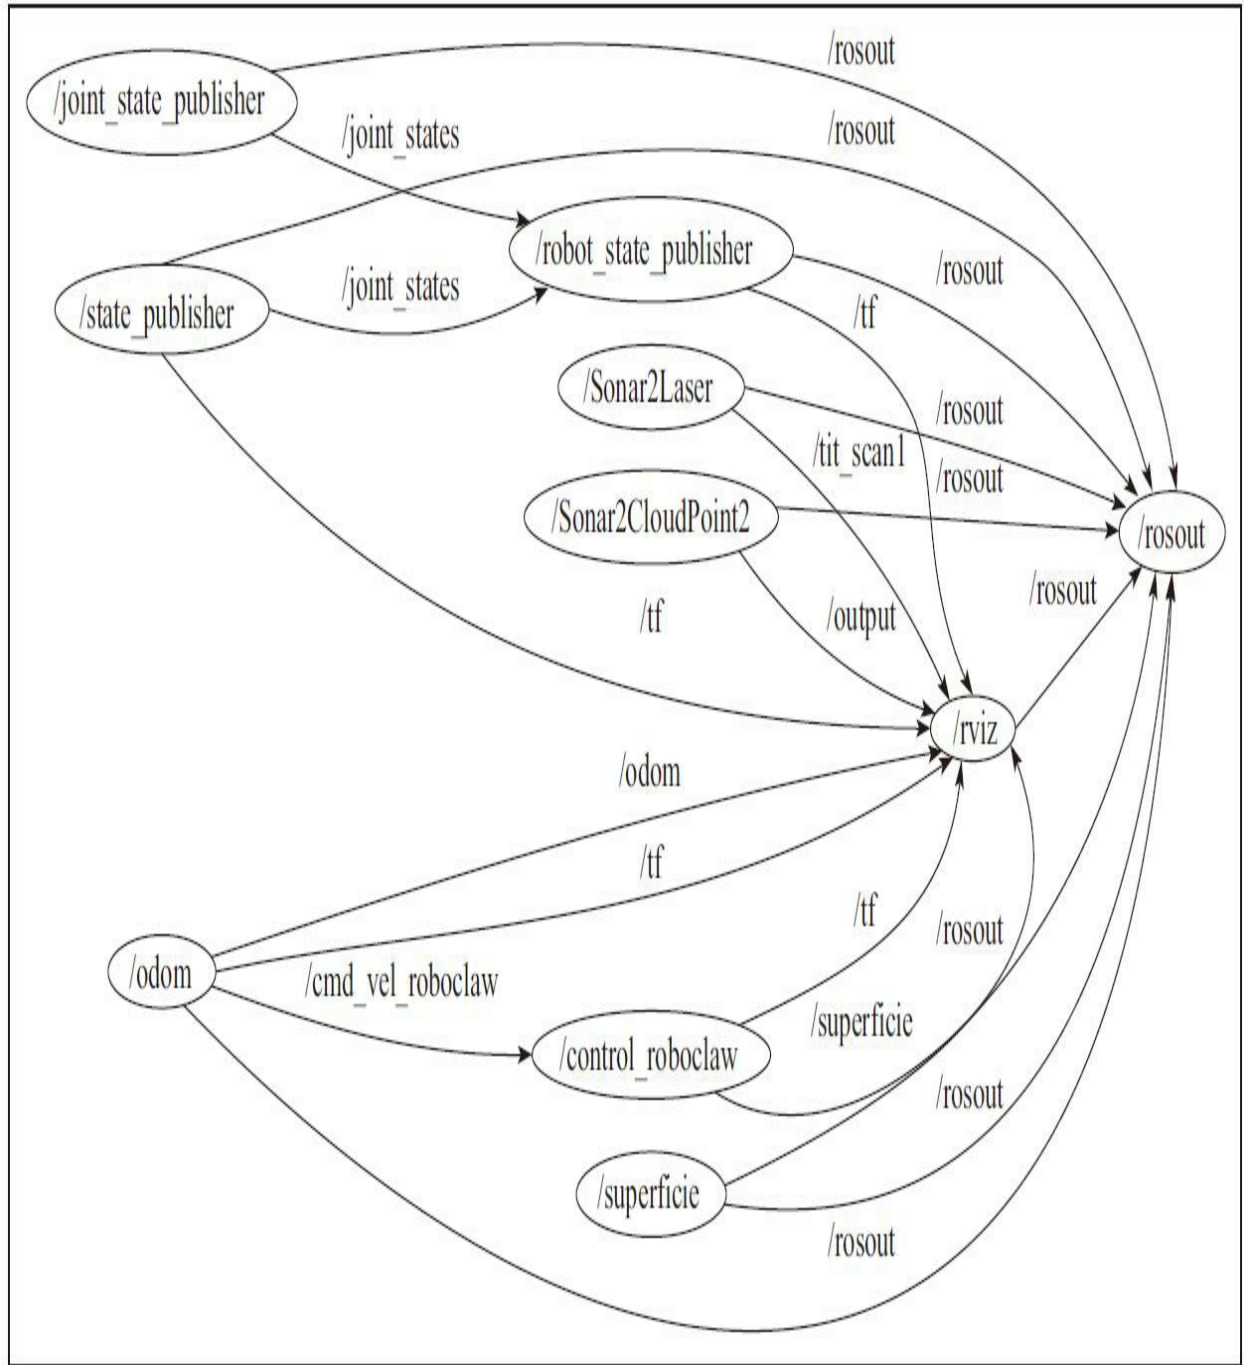 /rosout
/joint_state_publisher
/joint_states
/rosout
/robot_state_publisher
/rosout
/joint_states
/state_publisher
/tf
/Sonar2Laser
/rosout
/tit_scan1
/rosout
/Sonar2CloudPoint2
/rosout
/rosout
/tf
/output
/rviz
/odom
/tf
/tf
/rosout
/odom
/cmd_vel_roboclaw
/superficie
/control_roboclaw
/rosout
/superficie
/rosout